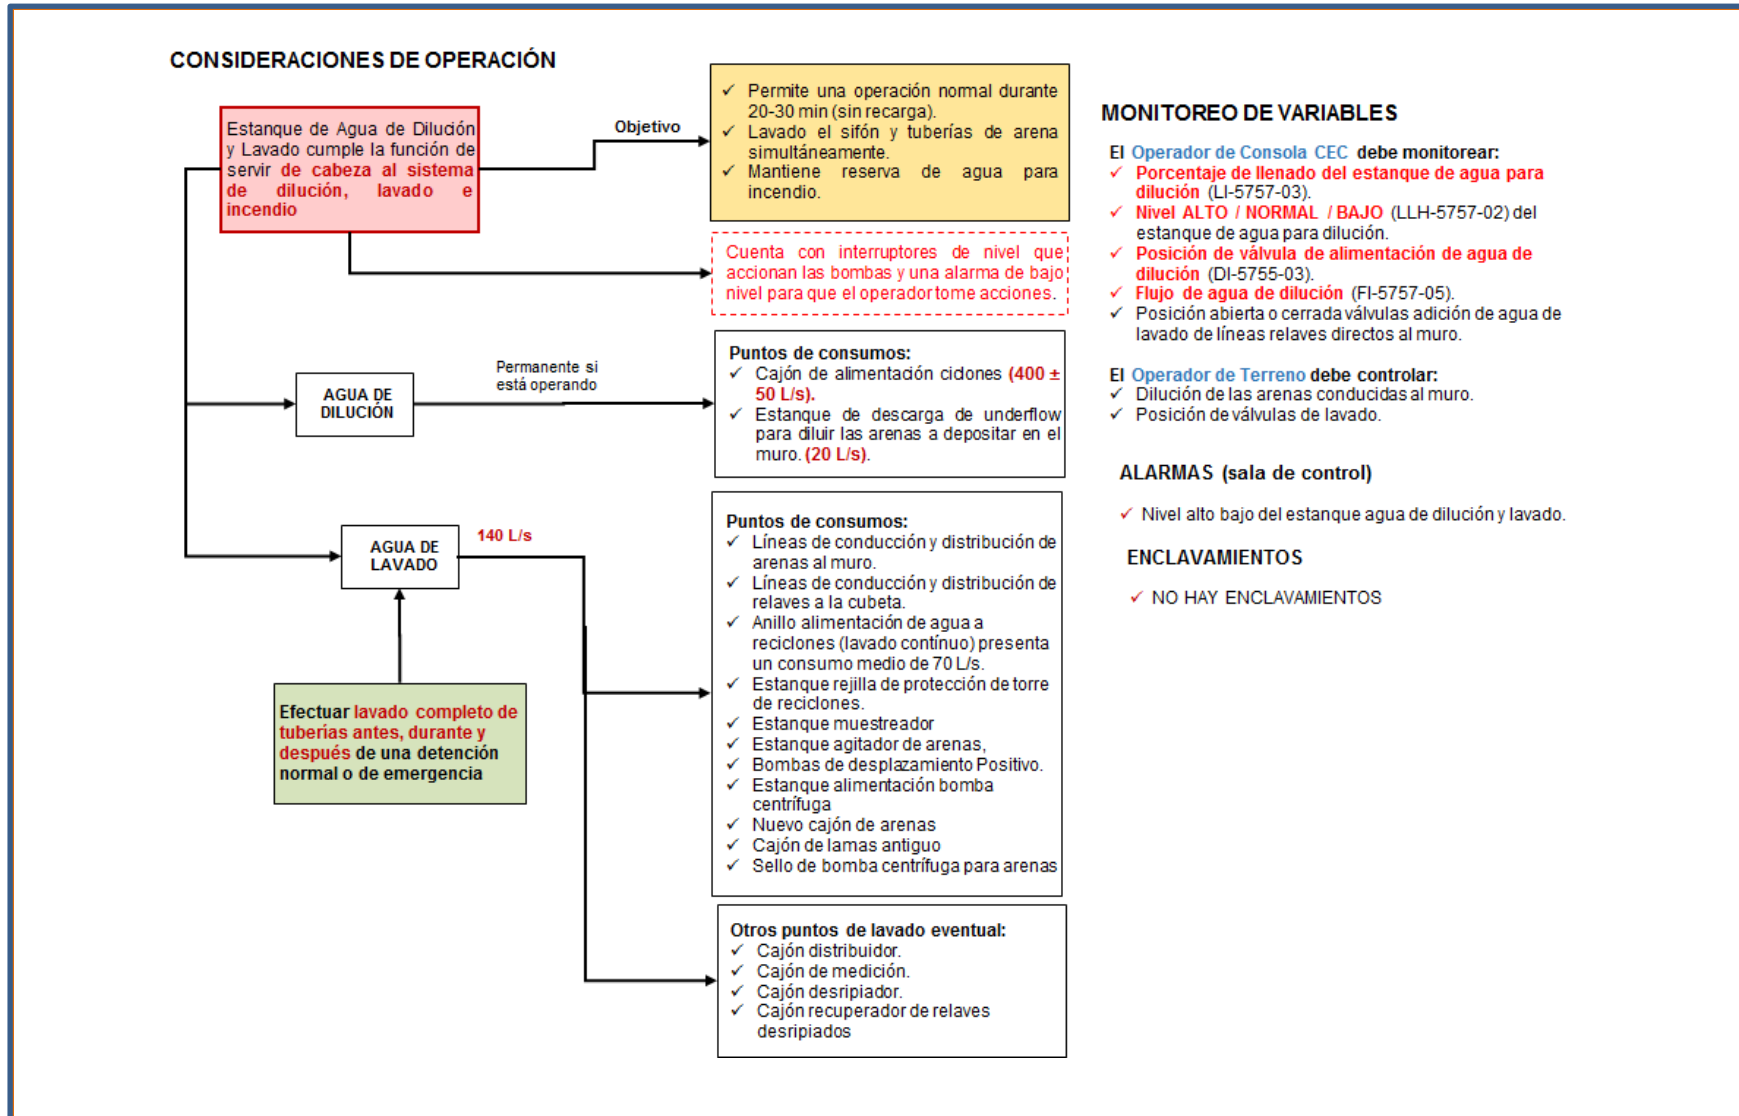 CONSIDERACIONES DE OPERACIÓN
Estanque de Agua de Dilución
y Lavado cumple la función de
servir de cabeza al sistema
de dilución, lavado e
incendio
Objetivo
✓ Permite una operación normal durante
20-30 min (sin recarga).
✓ Lavado el sifón y tuberías de arena
simultáneamente.
✓ Mantiene reserva de agua para
incendio.
Cuenta con interruptores de nivel que
accionan las bombas y una alarma de bajo
nivel para que el operador tome acciones.
AGUA DE
DILUCIÓN
Permanente si
está operando
Puntos de consumos:
✓ Cajón de alimentación ciclones (400 ±
50 L/s).
✓ Estanque de descarga de underflow
para diluir las arenas a depositar en el
muro. (20 L/s).
AGUA DE
LAVADO
140 L/s
Efectuar lavado completo de
tuberías antes, durante y
después de una detención
normal o de emergencia
Puntos de consumos:
✓ Líneas de conducción y distribución de
arenas al muro.
✓ Líneas de conducción y distribución de
relaves a la cubeta.
✓ Anillo alimentación de agua a
reciclones (lavado contínuo) presenta
un consumo medio de 70 L/s.
✓ Estanque rejilla de protección de torre
de reciclones.
✓ Estanque muestreador
✓ Estanque agitador de arenas,
✓ Bombas de desplazamiento Positivo.
✓ Estanque alimentación bomba
centrífuga
✓ Nuevo cajón de arenas
✓ Cajón de lamas antiguo
✓ Sello de bomba centrífuga para arenas
Otros puntos de lavado eventual:
✓ Cajón distribuidor.
✓ Cajón de medición.
✓ Cajón desripiador.
✓ Cajón recuperador de relaves
desripiados
MONITOREO DE VARIABLES
El Operador de Consola CEC debe monitorear:
✓ Porcentaje de llenado del estanque de agua para
dilución (LI-5757-03).
✓ Nivel ALTO / NORMAL / BAJO (LLH-5757-02) del
estanque de agua para dilución.
✓ Posición de válvula de alimentación de agua de
dilución (DI-5755-03).
✓ Flujo de agua de dilución (FI-5757-05).
✓ Posición abierta o cerrada válvulas adición de agua de
lavado de líneas relaves directos al muro.
El Operador de Terreno debe controlar:
✓ Dilución de las arenas conducidas al muro.
✓ Posición de válvulas de lavado.
ALARMAS (sala de control)
✓ Nivel alto bajo del estanque agua de dilución y lavado.
ENCLAVAMIENTOS
✓ NO HAY ENCLAVAMIENTOS